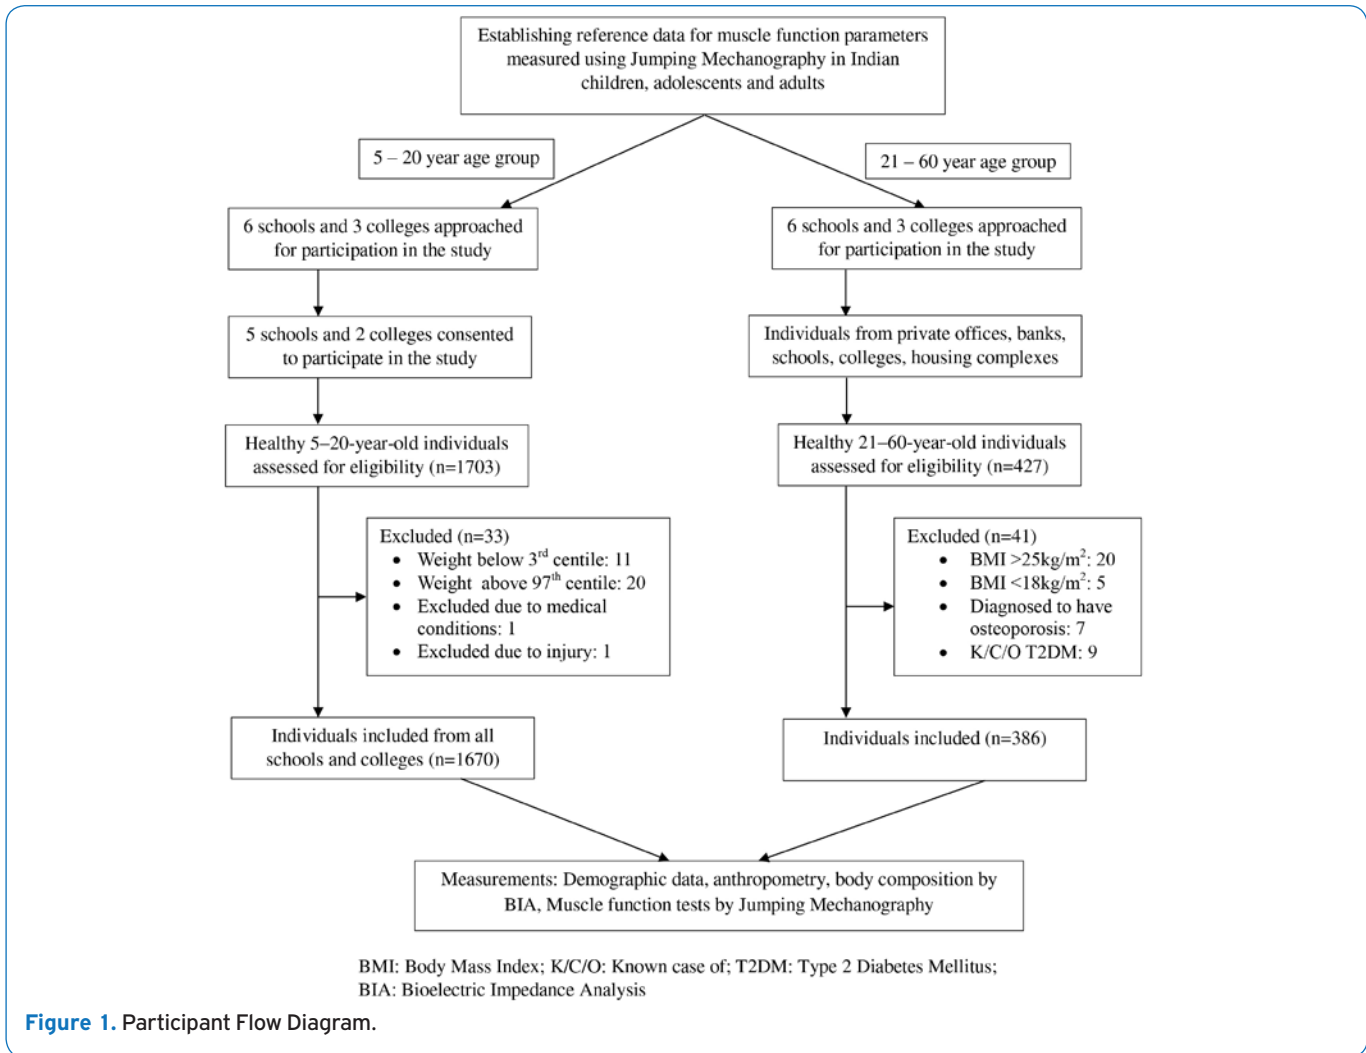 Establishing reference data for muscle function parameters
measured using Jumping Mechanography in Indian
children, adolescents and adults
5 – 20 year age group
21 – 60 year age group
6 schools and 3 colleges approached
for participation in the study
6 schools and 3 colleges approached
for participation in the study
5 schools and 2 colleges consented
to participate in the study
Individuals from private offices, banks,
schools, colleges, housing complexes
Healthy 5–20-year-old individuals
assessed for eligibility (n=1703)
Healthy 21–60-year-old individuals
assessed for eligibility (n=427)
Excluded (n=33)
• Weight below 3rd centile: 11
• Weight above 97th centile: 20
• Excluded due to medical
conditions: 1
• Excluded due to injury: 1
Excluded (n=41)
• BMI >25kg/m²: 20
• BMI <18kg/m²: 5
• Diagnosed to have
osteoporosis: 7
• K/C/O T2DM: 9
Individuals included from all
schools and colleges (n=1670)
Individuals included (n=386)
Measurements: Demographic data, anthropometry, body composition by
BIA, Muscle function tests by Jumping Mechanography
BMI: Body Mass Index; K/C/O: Known case of; T2DM: Type 2 Diabetes Mellitus;
BIA: Bioelectric Impedance Analysis
Figure 1. Participant Flow Diagram.